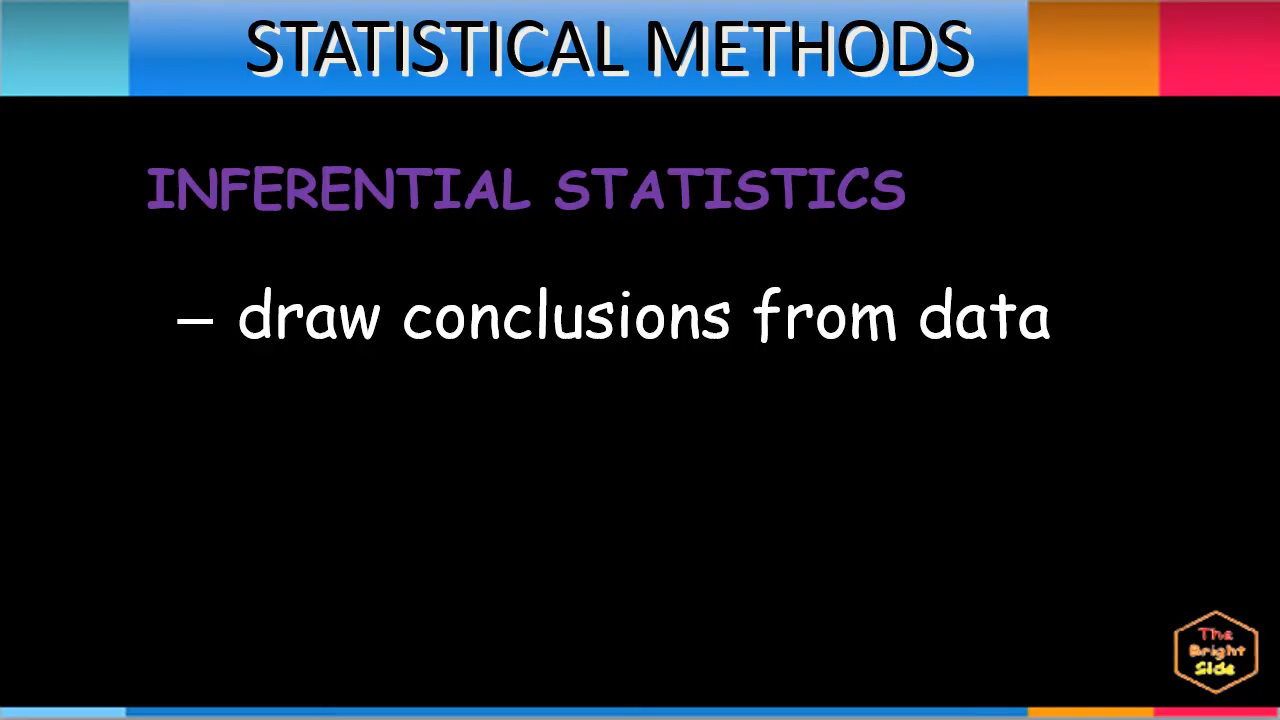 STATISTICAL METHODS
INFERENTIAL STATISTICS
– draw conclusions from data
The
Bright
Side